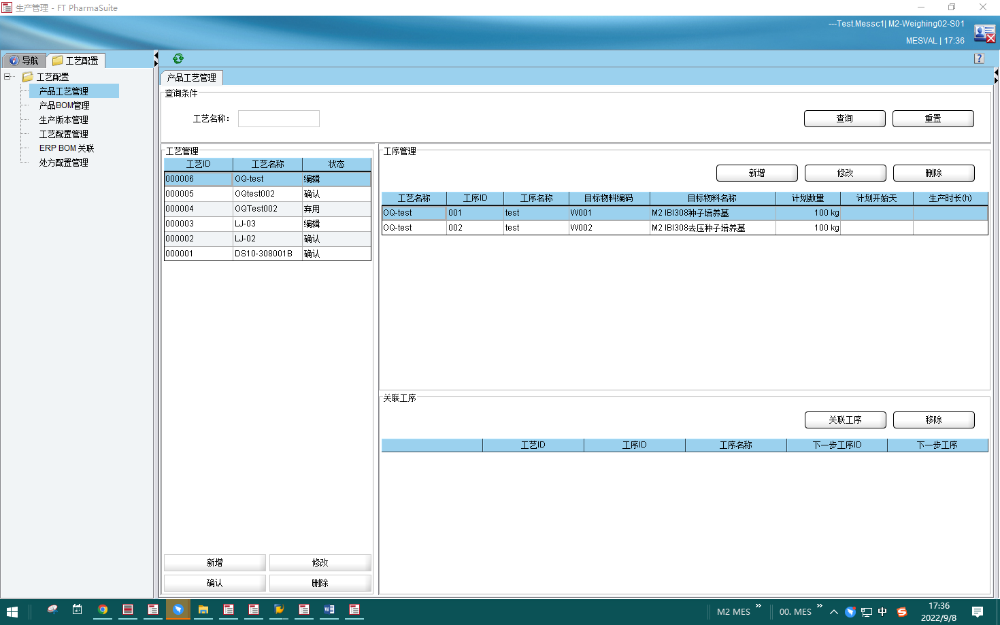 生产管理 - FT PharmaSuite
---Test.Messc1| M2-Weighing02-S01
MESVAL | 17:36
导航
工艺配置
工艺配置
产品工艺管理
产品BOM管理
生产版本管理
工艺配置管理
ERP BOM 关联
处方配置管理
产品工艺管理
查询条件
工艺名称:
查询
重置
工艺管理
工艺ID 工艺名称 状态
000006 OQ-test 编辑
000005 OQtest002 确认
000004 OQTest002 弃用
000003 LJ-03 编辑
000002 LJ-02 确认
000001 DS10-308001B 确认
新增 修改
确认 删除
工序管理
新增 修改 删除
工艺名称 工序ID 工序名称 目标物料编码 目标物料名称 计划数量 计划开始天 生产时长(h)
OQ-test 001 test W001 M2 IBI308种子培养基 100 kg
OQ-test 002 test W002 M2 IBI308去压种子培养基 100 kg
关联工序
关联工序 移除
工艺ID 工序ID 工序名称 下一步工序ID 下一步工序
M2 MES
00. MES
中
17:36
2022/9/8